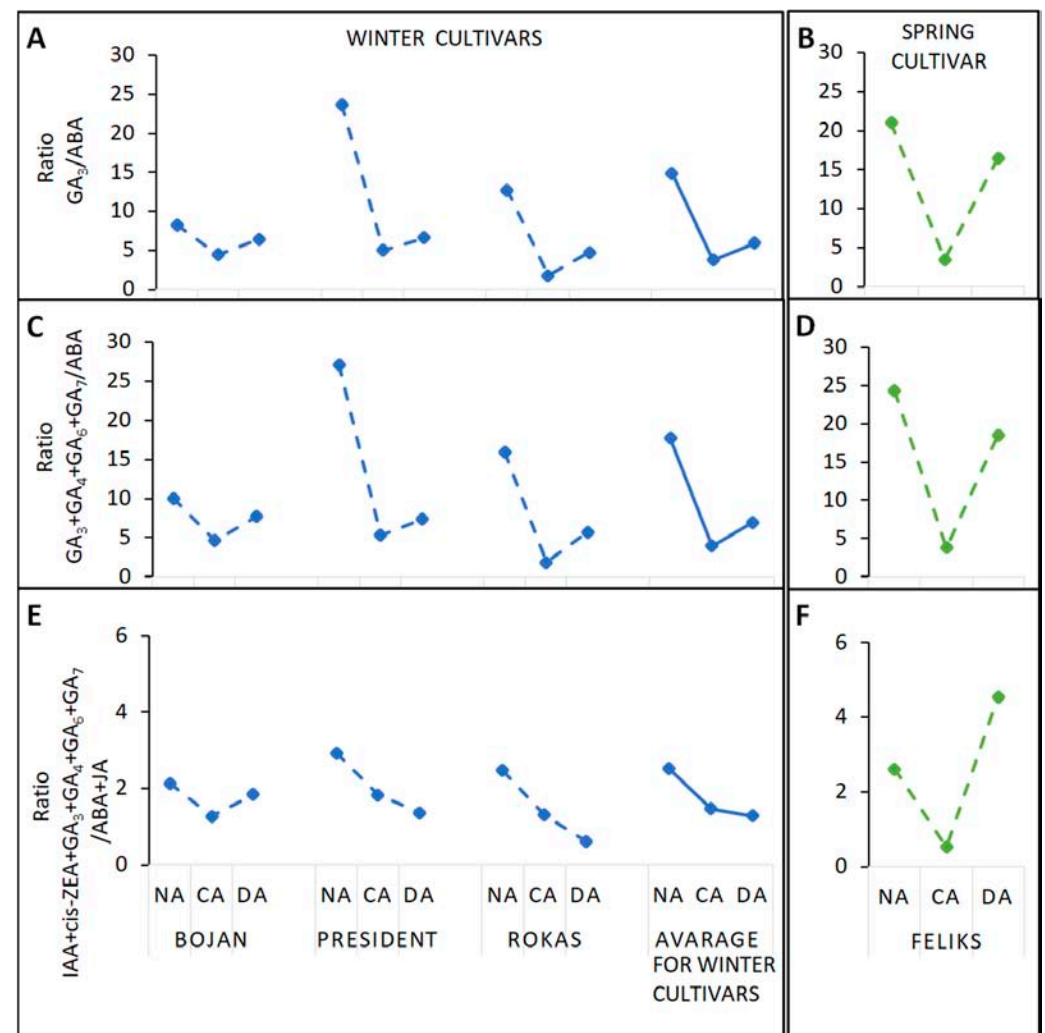 A
WINTER CULTIVARS
Ratio
GA₃/ABA
30
25
20
15
10
5
0
B
SPRING
CULTIVAR
30
25
20
15
10
5
0
C
Ratio
GA₃+GA₄+GA₆+GA₇/ABA
30
25
20
15
10
5
0
D
30
25
20
15
10
5
0
E
Ratio
IAA+cis-ZEA+GA₃+GA₄+GA₆+GA₇
/ABA+JA
6
4
2
0
NA CA DA NA CA DA NA CA DA NA CA DA
BOJAN PRESIDENT ROKAS AVARAGE
FOR WINTER
CULTIVARS
F
6
4
2
0
NA CA DA
FELIKS